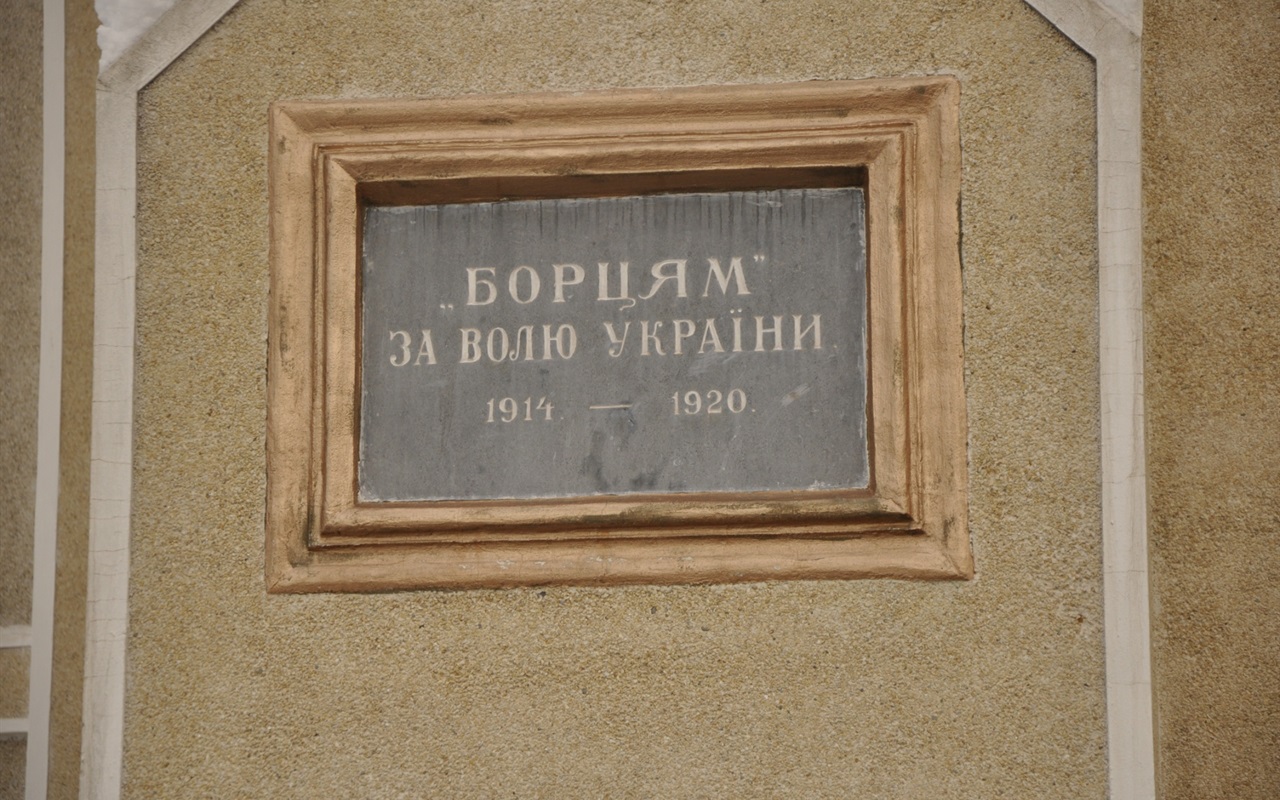 „БОРЦЯМ"
ЗА ВОЛЮ УКРАЇНИ
1914. — 1920.